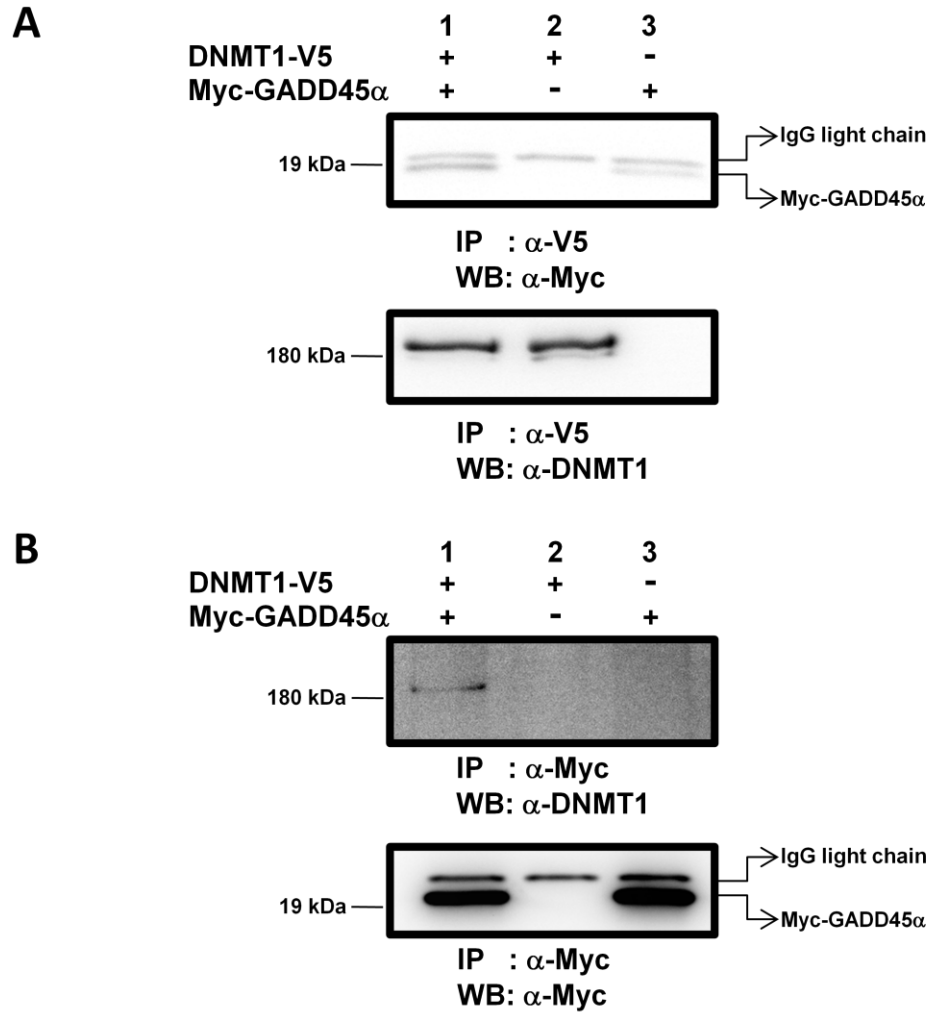 A
1 2 3
DNMT1-V5 + + -
Myc-GADD45α + - +
19 kDa
IgG light chain
Myc-GADD45α
IP : α-V5
WB: α-Myc
180 kDa
IP : α-V5
WB: α-DNMT1
B
1 2 3
DNMT1-V5 + + -
Myc-GADD45α + - +
180 kDa
IP : α-Myc
WB: α-DNMT1
IgG light chain
19 kDa
Myc-GADD45α
IP : α-Myc
WB: α-Myc